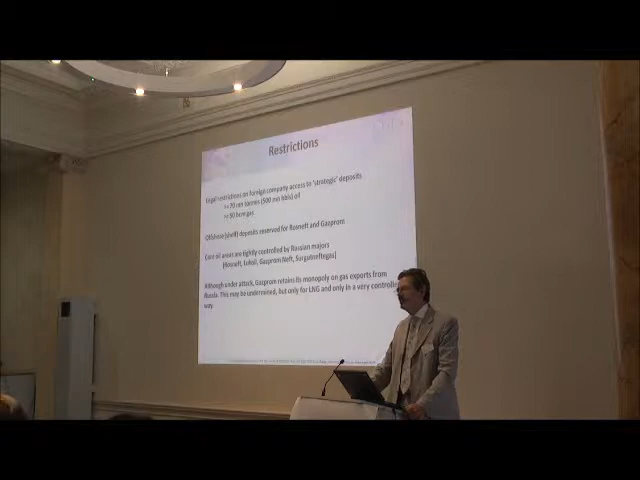 Restrictions
Legal restrictions on foreign company access to 'strategic' deposits
>= 70 mn tonnes (500 mn bbls) oil
>= 50 bcm gas
Offshore (shelf) deposits reserved for Rosneft and Gazprom
Core oil areas are tightly controlled by Russian majors
(Rosneft, Lukoil, Gazprom Neft, Surgutneftegas)
Although under attack, Gazprom retains its monopoly on gas exports from
Russia. This may be undermined, but only for LNG and only in a very controlled
way.